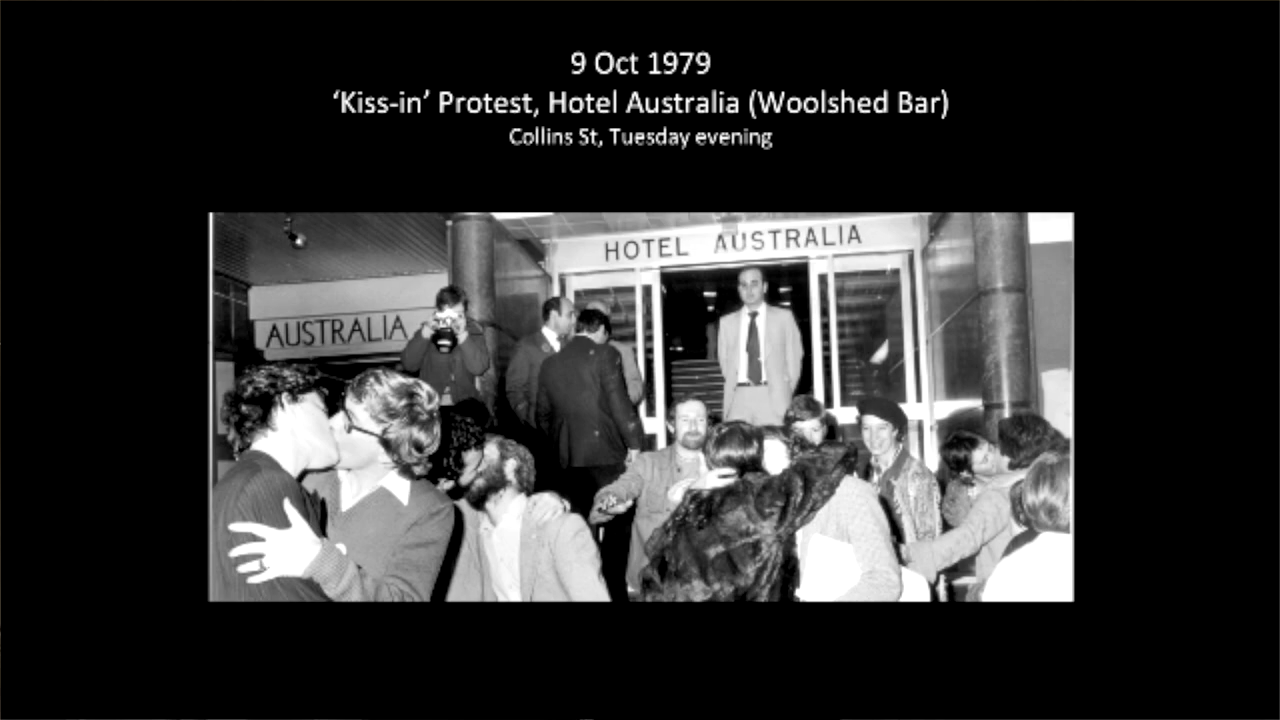 9 Oct 1979
‘Kiss-in’ Protest, Hotel Australia (Woolshed Bar)
Collins St, Tuesday evening
HOTEL AUSTRALIA
AUSTRALIA